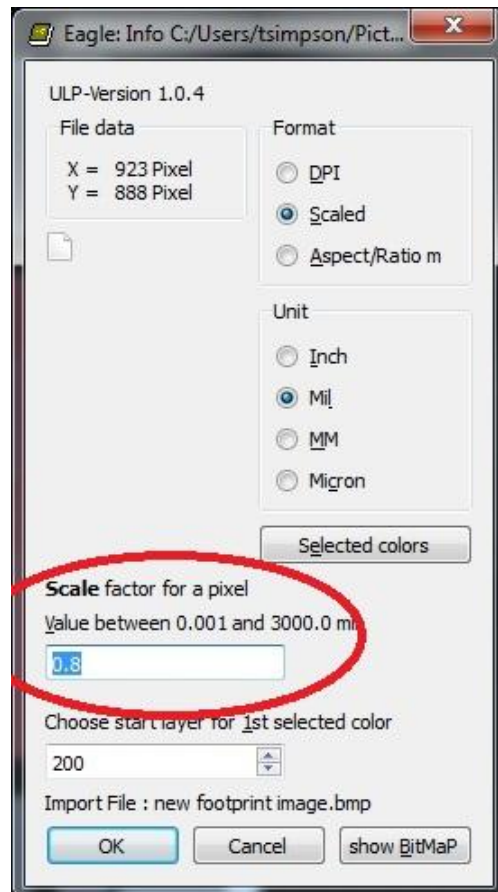 Eagle: Info C:/Users/tsimpson/Pict...
ULP-Version 1.0.4
File data
X = 923 Pixel
Y = 888 Pixel
Format
DPI
Scaled
Aspect/Ratio m
Unit
Inch
Mil
MM
Micron
Selected colors
Scale factor for a pixel
Value between 0.001 and 3000.0 mil
0.8
Choose start layer for 1st selected color
200
Import File : new footprint image.bmp
OK
Cancel
show BitMaP